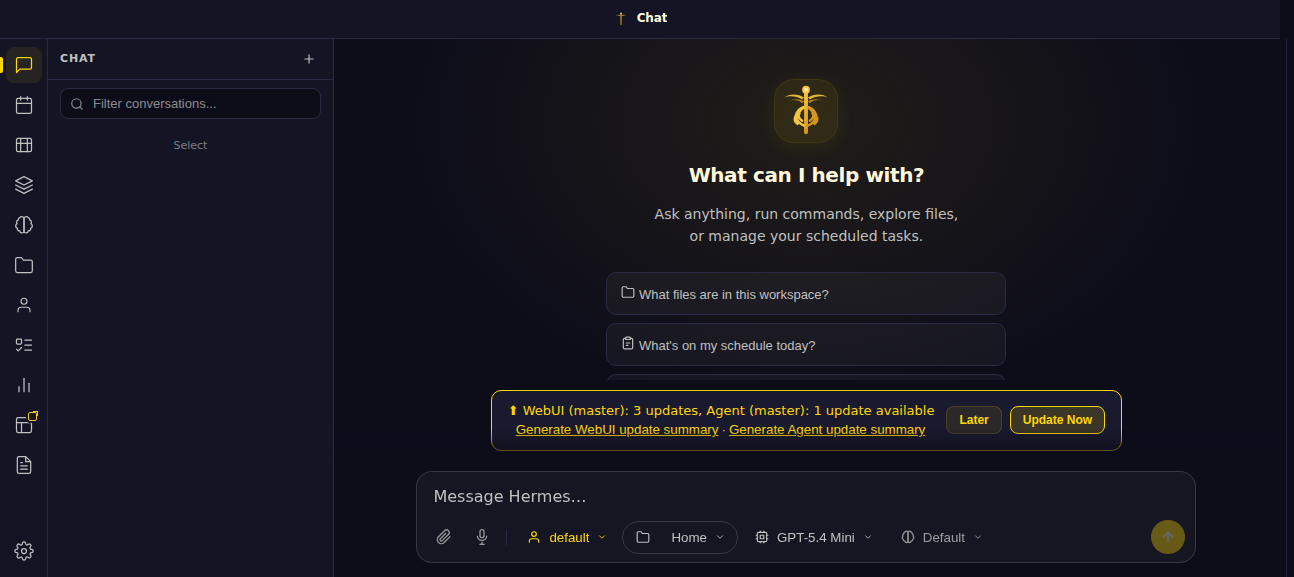 Chat
CHAT
Filter conversations...
Select
What can I help with?
Ask anything, run commands, explore files,
or manage your scheduled tasks.
What files are in this workspace?
What's on my schedule today?
WebUI (master): 3 updates, Agent (master): 1 update available
Generate WebUI update summary · Generate Agent update summary
Later
Update Now
Message Hermes...
default
Home
GPT-5.4 Mini
Default